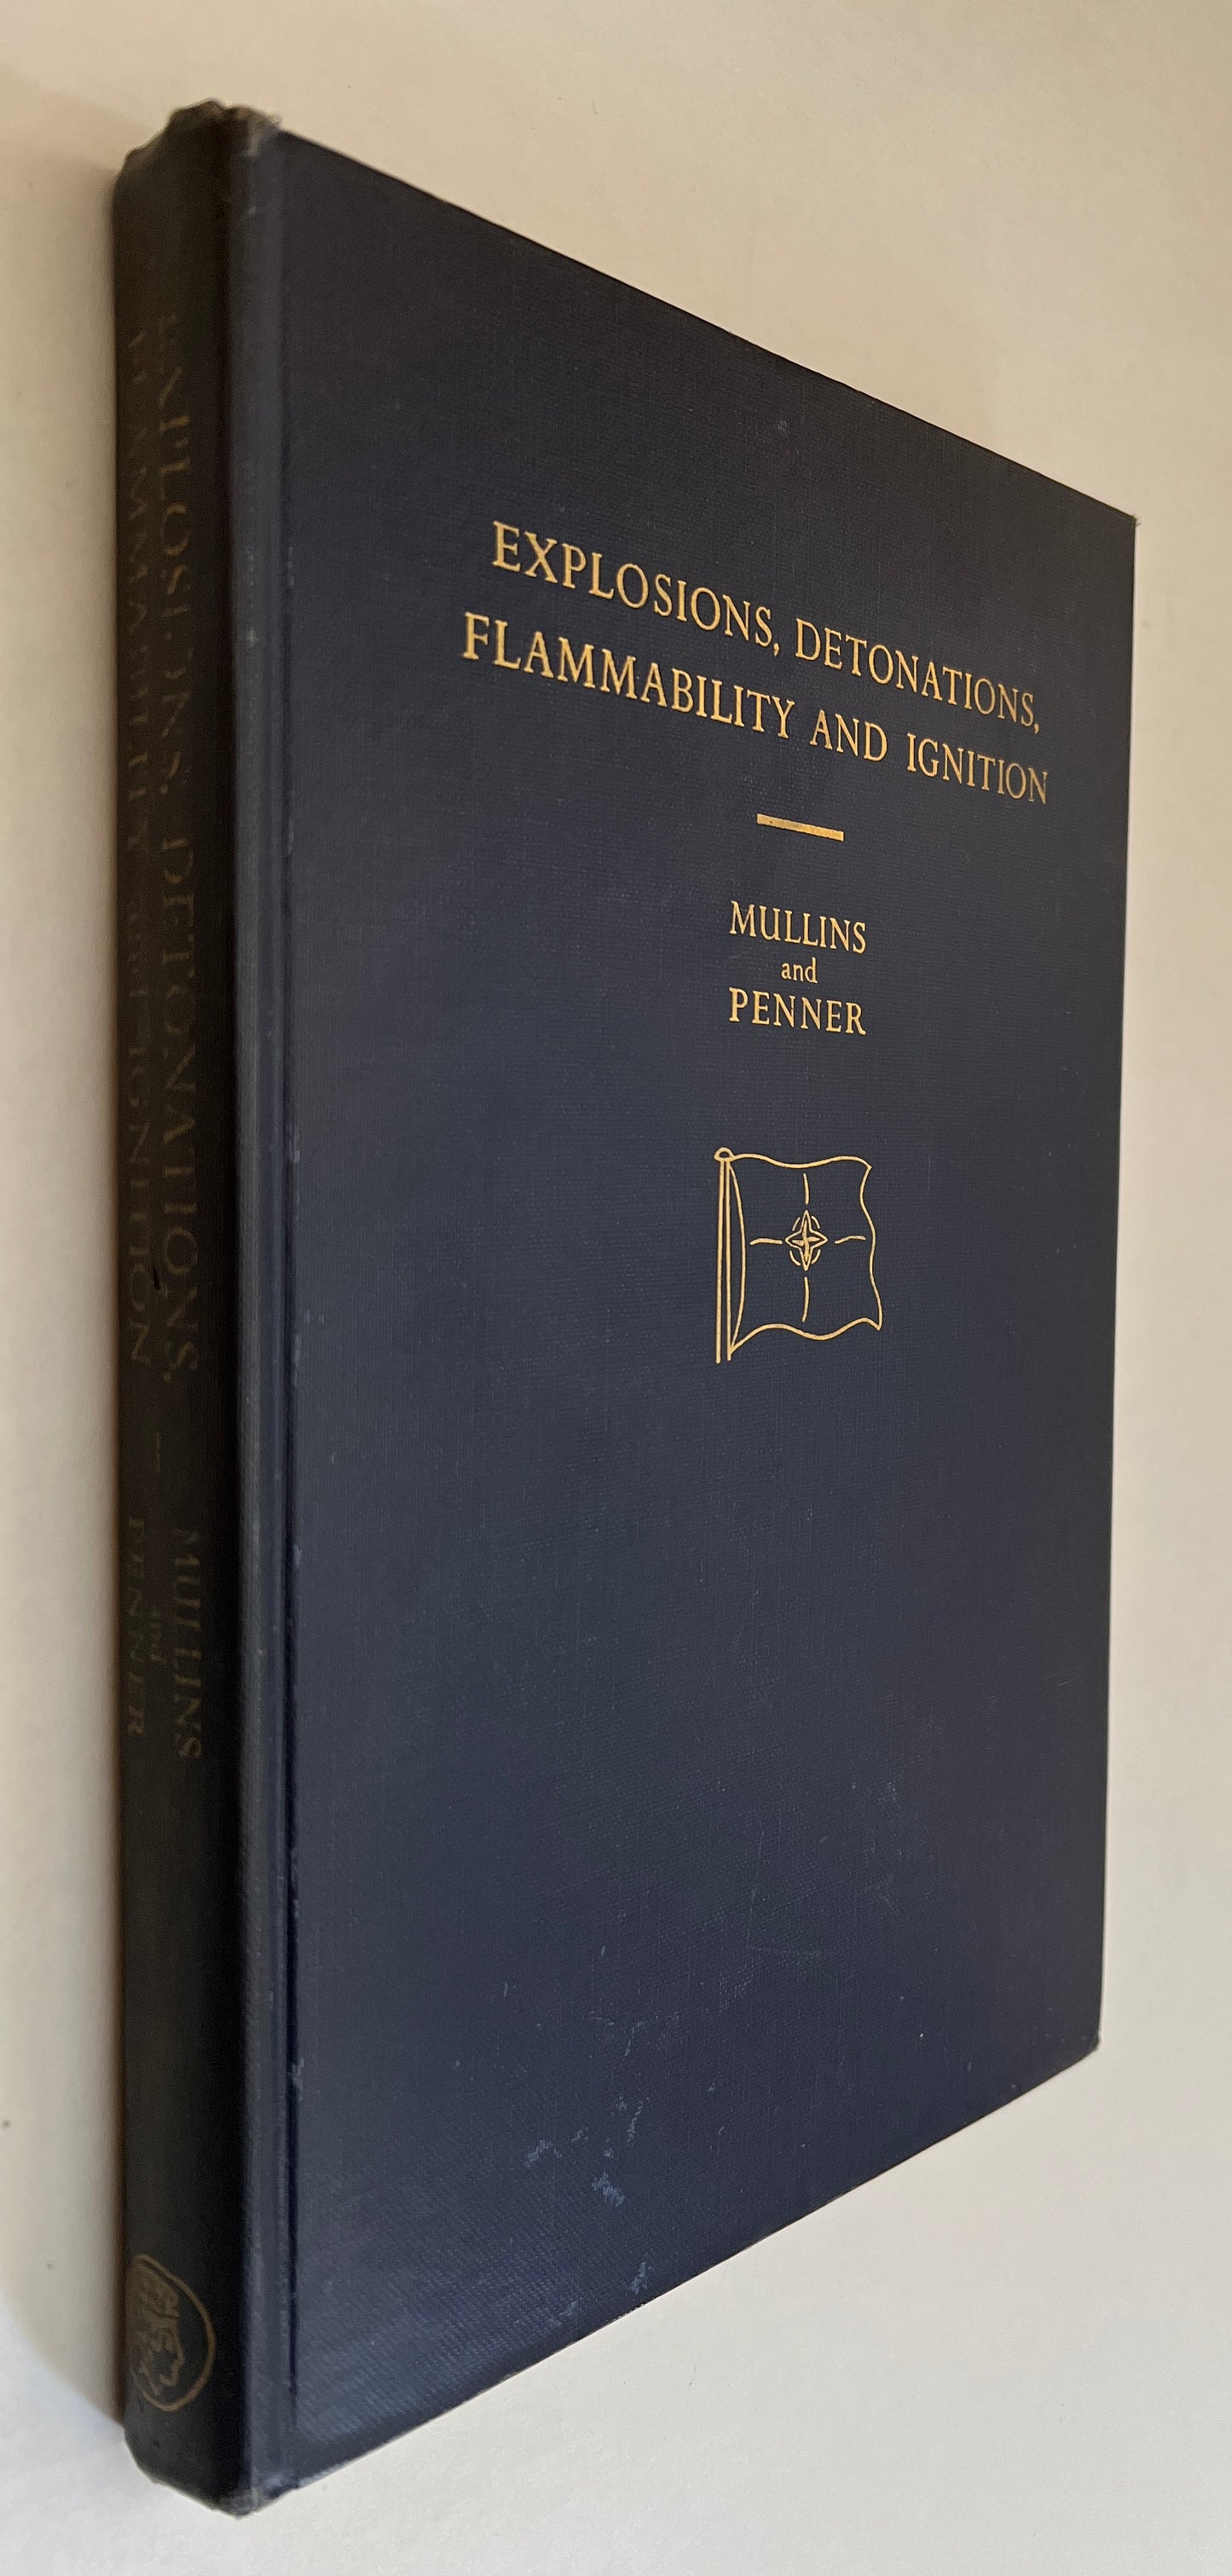 EXPLOSIONS, DETONATIONS,
FLAMMABILITY AND IGNITION
MULLINS
and
PENNER
EXPLOSIONS, DETONATIONS,
FLAMMABILITY and IGNITION
MULLINS
and
PENNER